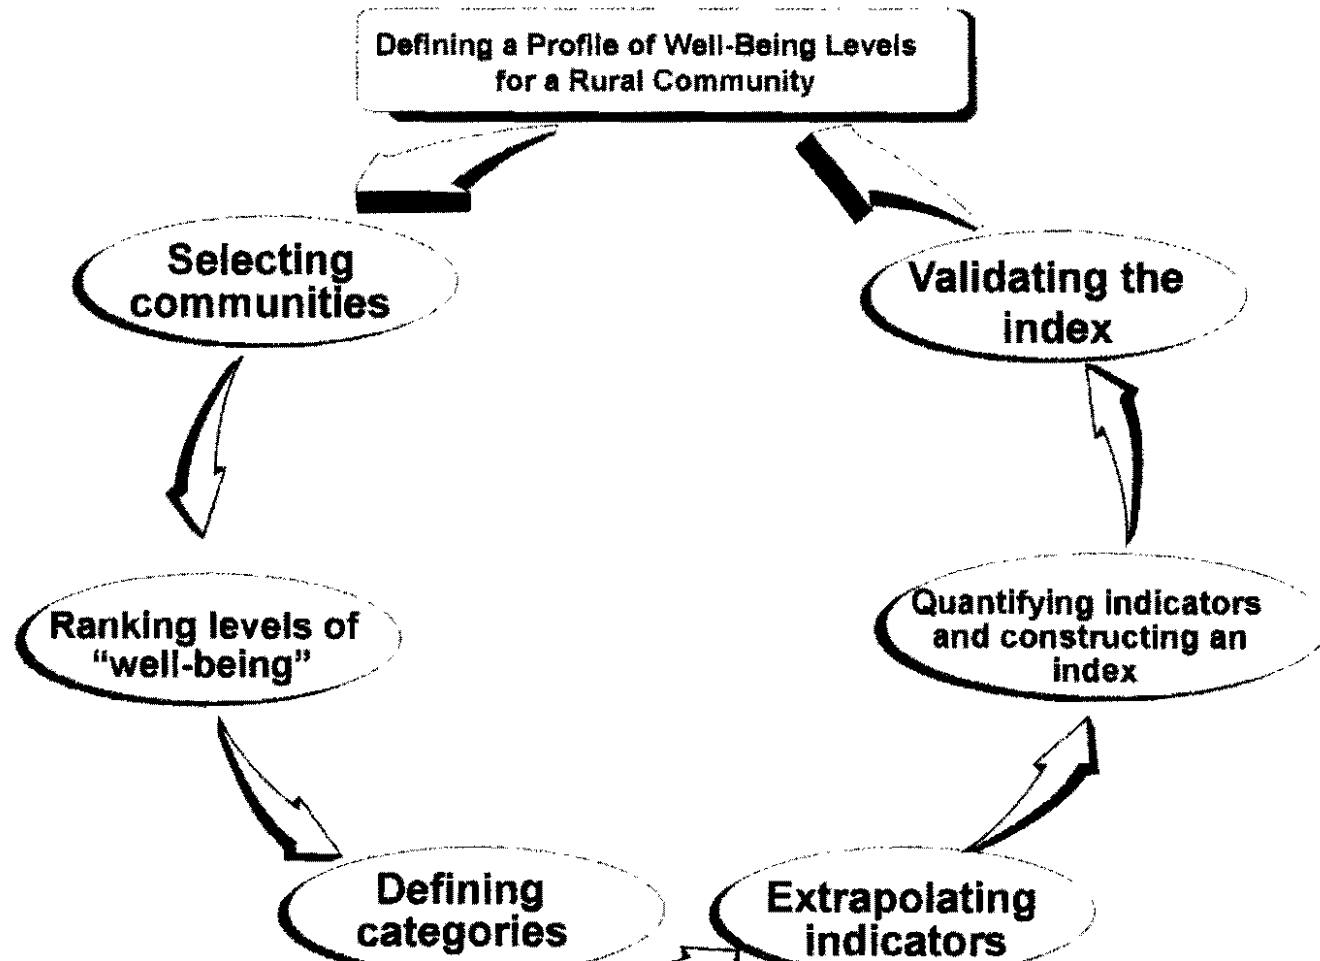 Defining a Profile of Well-Being Levels
for a Rural Community
Selecting
communities
Validating the
index
Ranking levels of
“well-being”
Quantifying indicators
and constructing an
index
Defining
categories
Extrapolating
indicators